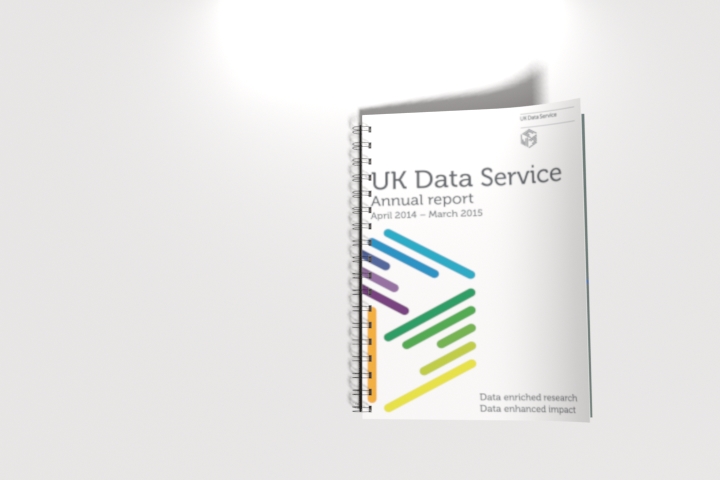 UK Data Service
UK Data Service
Annual report
April 2014 – March 2015
Data enriched research
Data enhanced impact